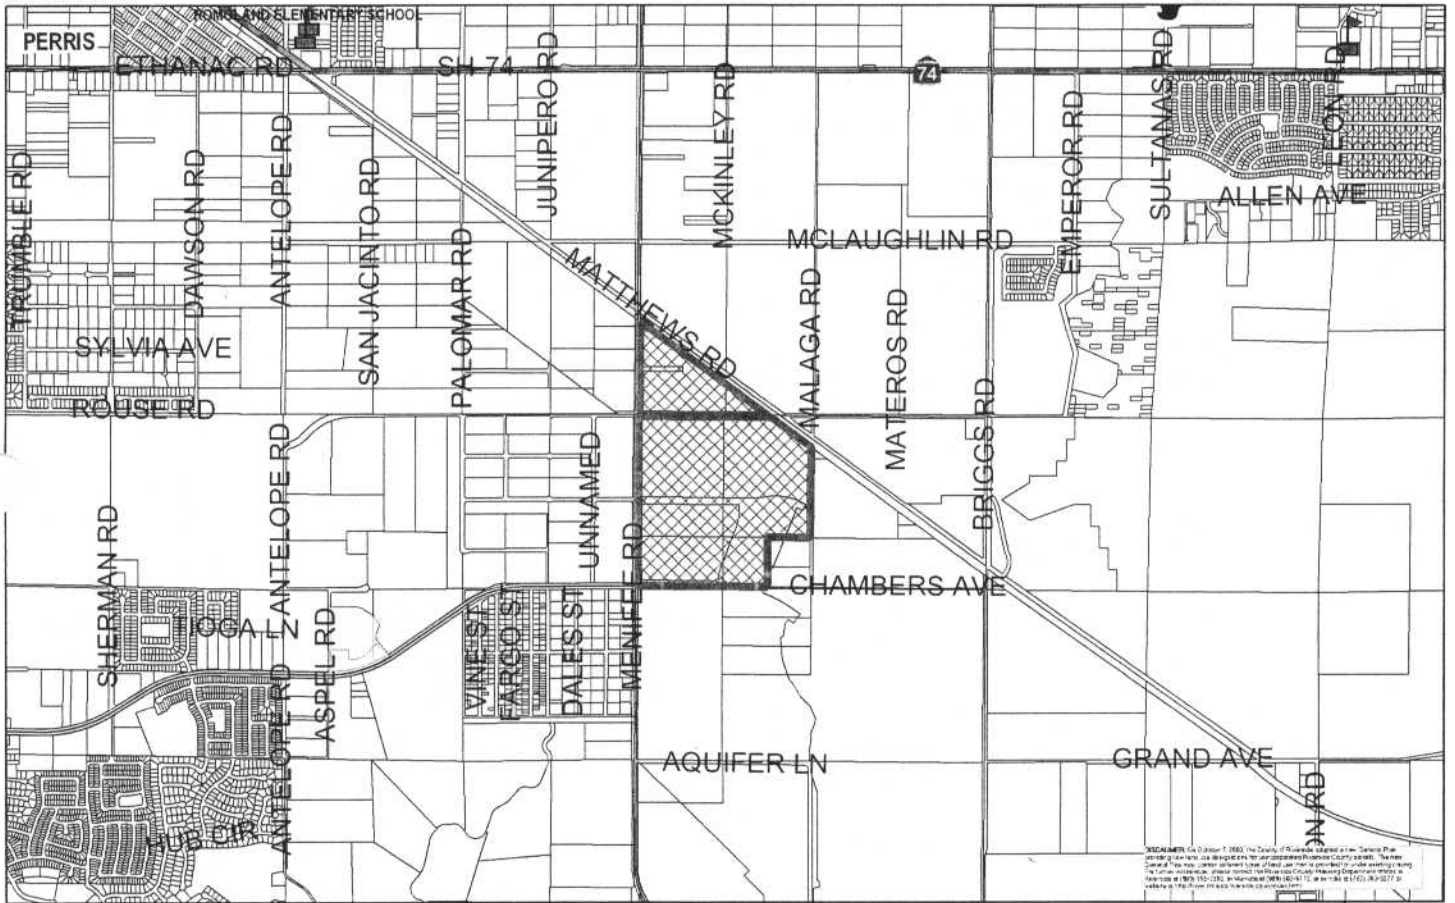 ROMOLAND ELEMENTARY SCHOOL
PERRIS
ETHANAC RD
SH-74
74
JUNIPERO RD
MCKINLEY RD
EMPEROR RD
SULTANAS RD
LEON RD
TRUMBLE RD
DAWSON RD
ANTELOPE RD
SAN JACINTO RD
PALOMAR RD
ALLEN AVE
MCLAUGHLIN RD
MATTHEWS RD
MALAGA RD
MATEROS RD
SYLVIA AVE
ROUSE RD
BRIGGS RD
SHERMAN RD
ANTELOPE RD
ANTELOPE RD
UNNAMED
MENIFEE RD
CHAMBERS AVE
TIOGA LN
ASPEL RD
VINE ST
FARGO ST
DALES ST
AQUIFER LN
GRAND AVE
HUB CIR
ON RD
DISCLAIMER: